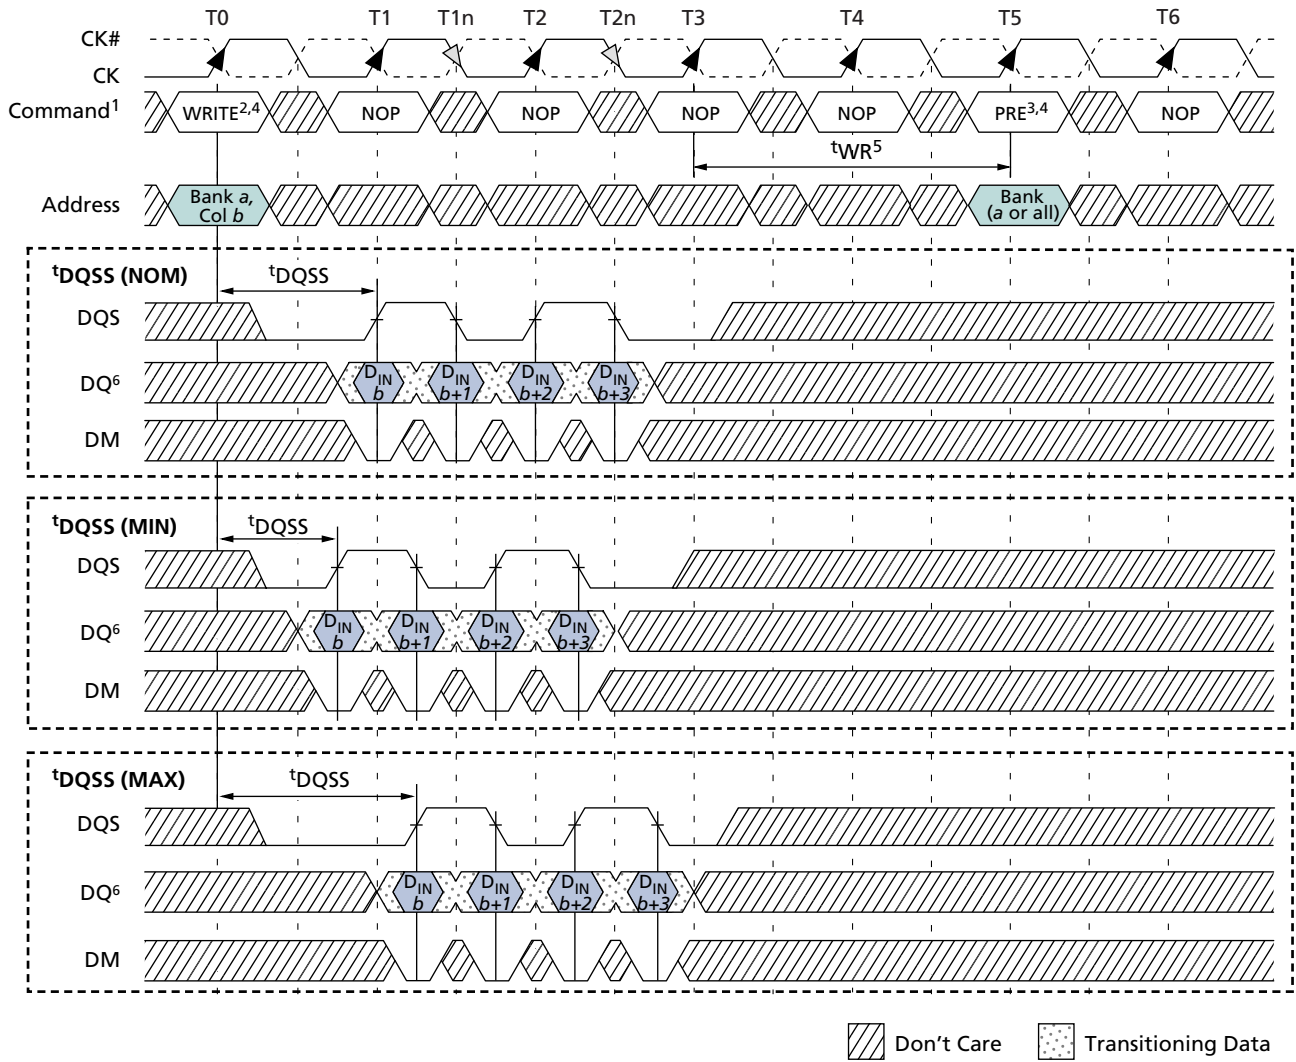 T0 T1 T1n T2 T2n T3 T4 T5 T6
CK#
CK
Command¹ WRITE²,⁴ NOP NOP NOP NOP PRE³,⁴ NOP
ᵗWR⁵
Address Bank a, Col b Bank (a or all)
ᵗDQSS (NOM) ᵗDQSS
DQS
DQ⁶ DIN b DIN b+1 DIN b+2 DIN b+3
DM
ᵗDQSS (MIN) ᵗDQSS
DQS
DQ⁶ DIN b DIN b+1 DIN b+2 DIN b+3
DM
ᵗDQSS (MAX) ᵗDQSS
DQS
DQ⁶ DIN b DIN b+1 DIN b+2 DIN b+3
DM
Don't Care Transitioning Data